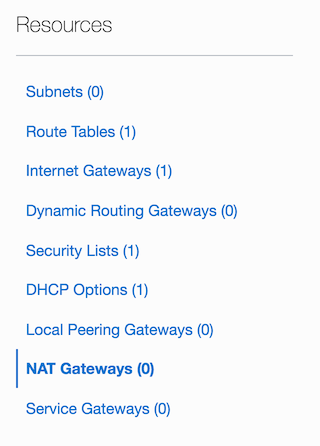 Resources
Subnets (0)
Route Tables (1)
Internet Gateways (1)
Dynamic Routing Gateways (0)
Security Lists (1)
DHCP Options (1)
Local Peering Gateways (0)
NAT Gateways (0)
Service Gateways (0)